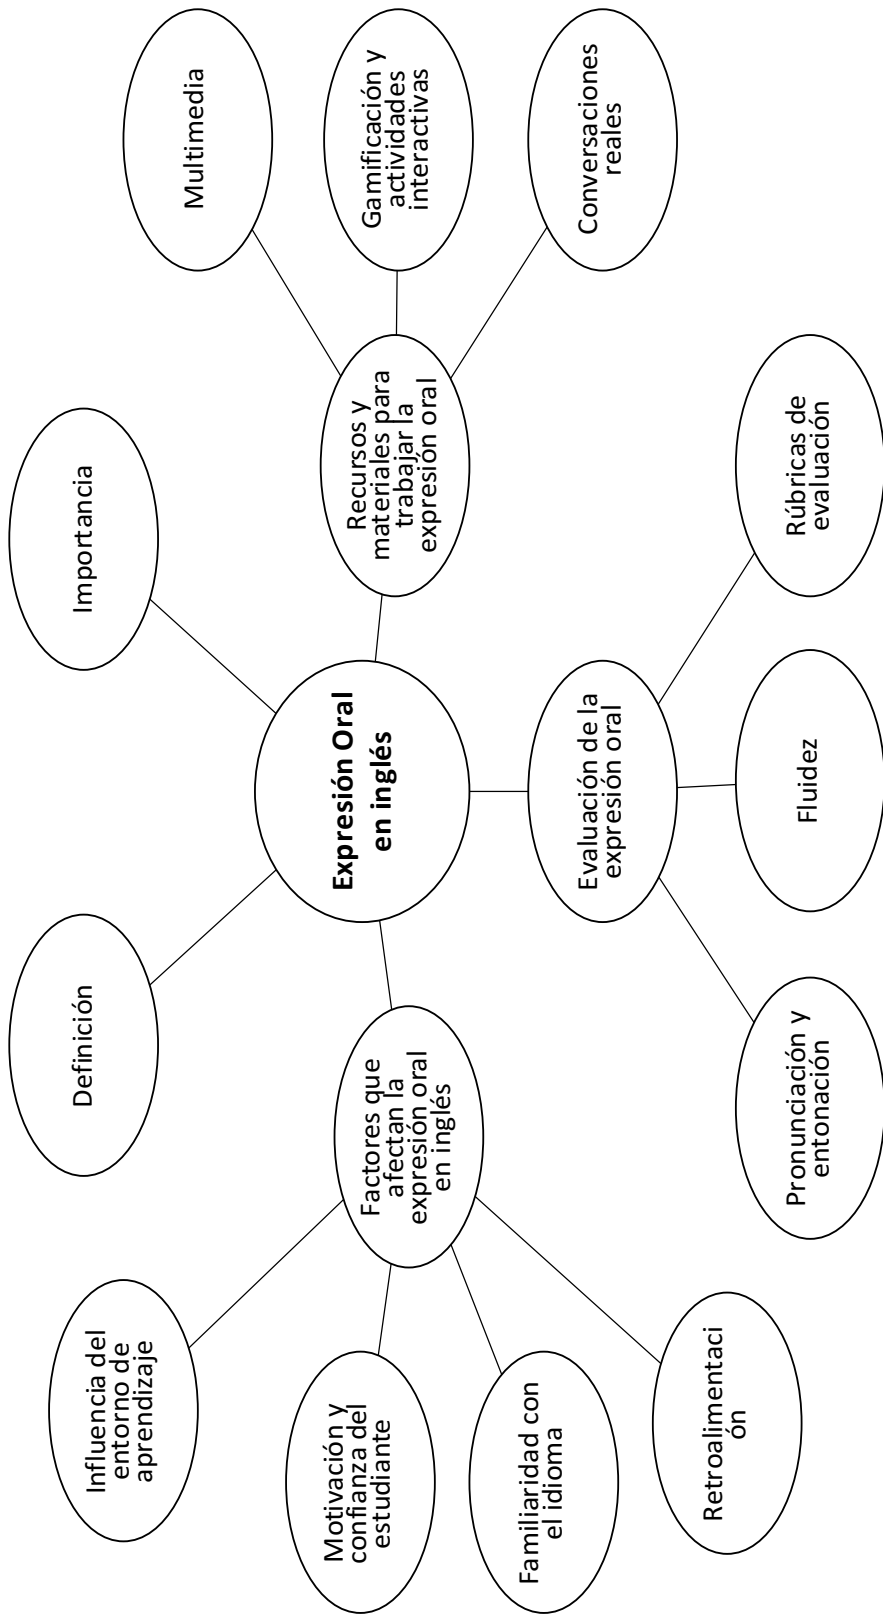 Definición
Importancia
Multimedia
Influencia del
entorno de
aprendizaje
Expresión Oral
en inglés
Gamificación y
actividades
interactivas
Motivación y
confianza del
estudiante
Factores que
afectan la
expresión oral
en inglés
Recursos y
materiales para
trabajar la
expresión oral
Familiaridad con
el idioma
Evaluación de la
expresión oral
Conversaciones
reales
Retroalimentaci
ón
Pronunciación y
entonación
Fluidez
Rúbricas de
evaluación